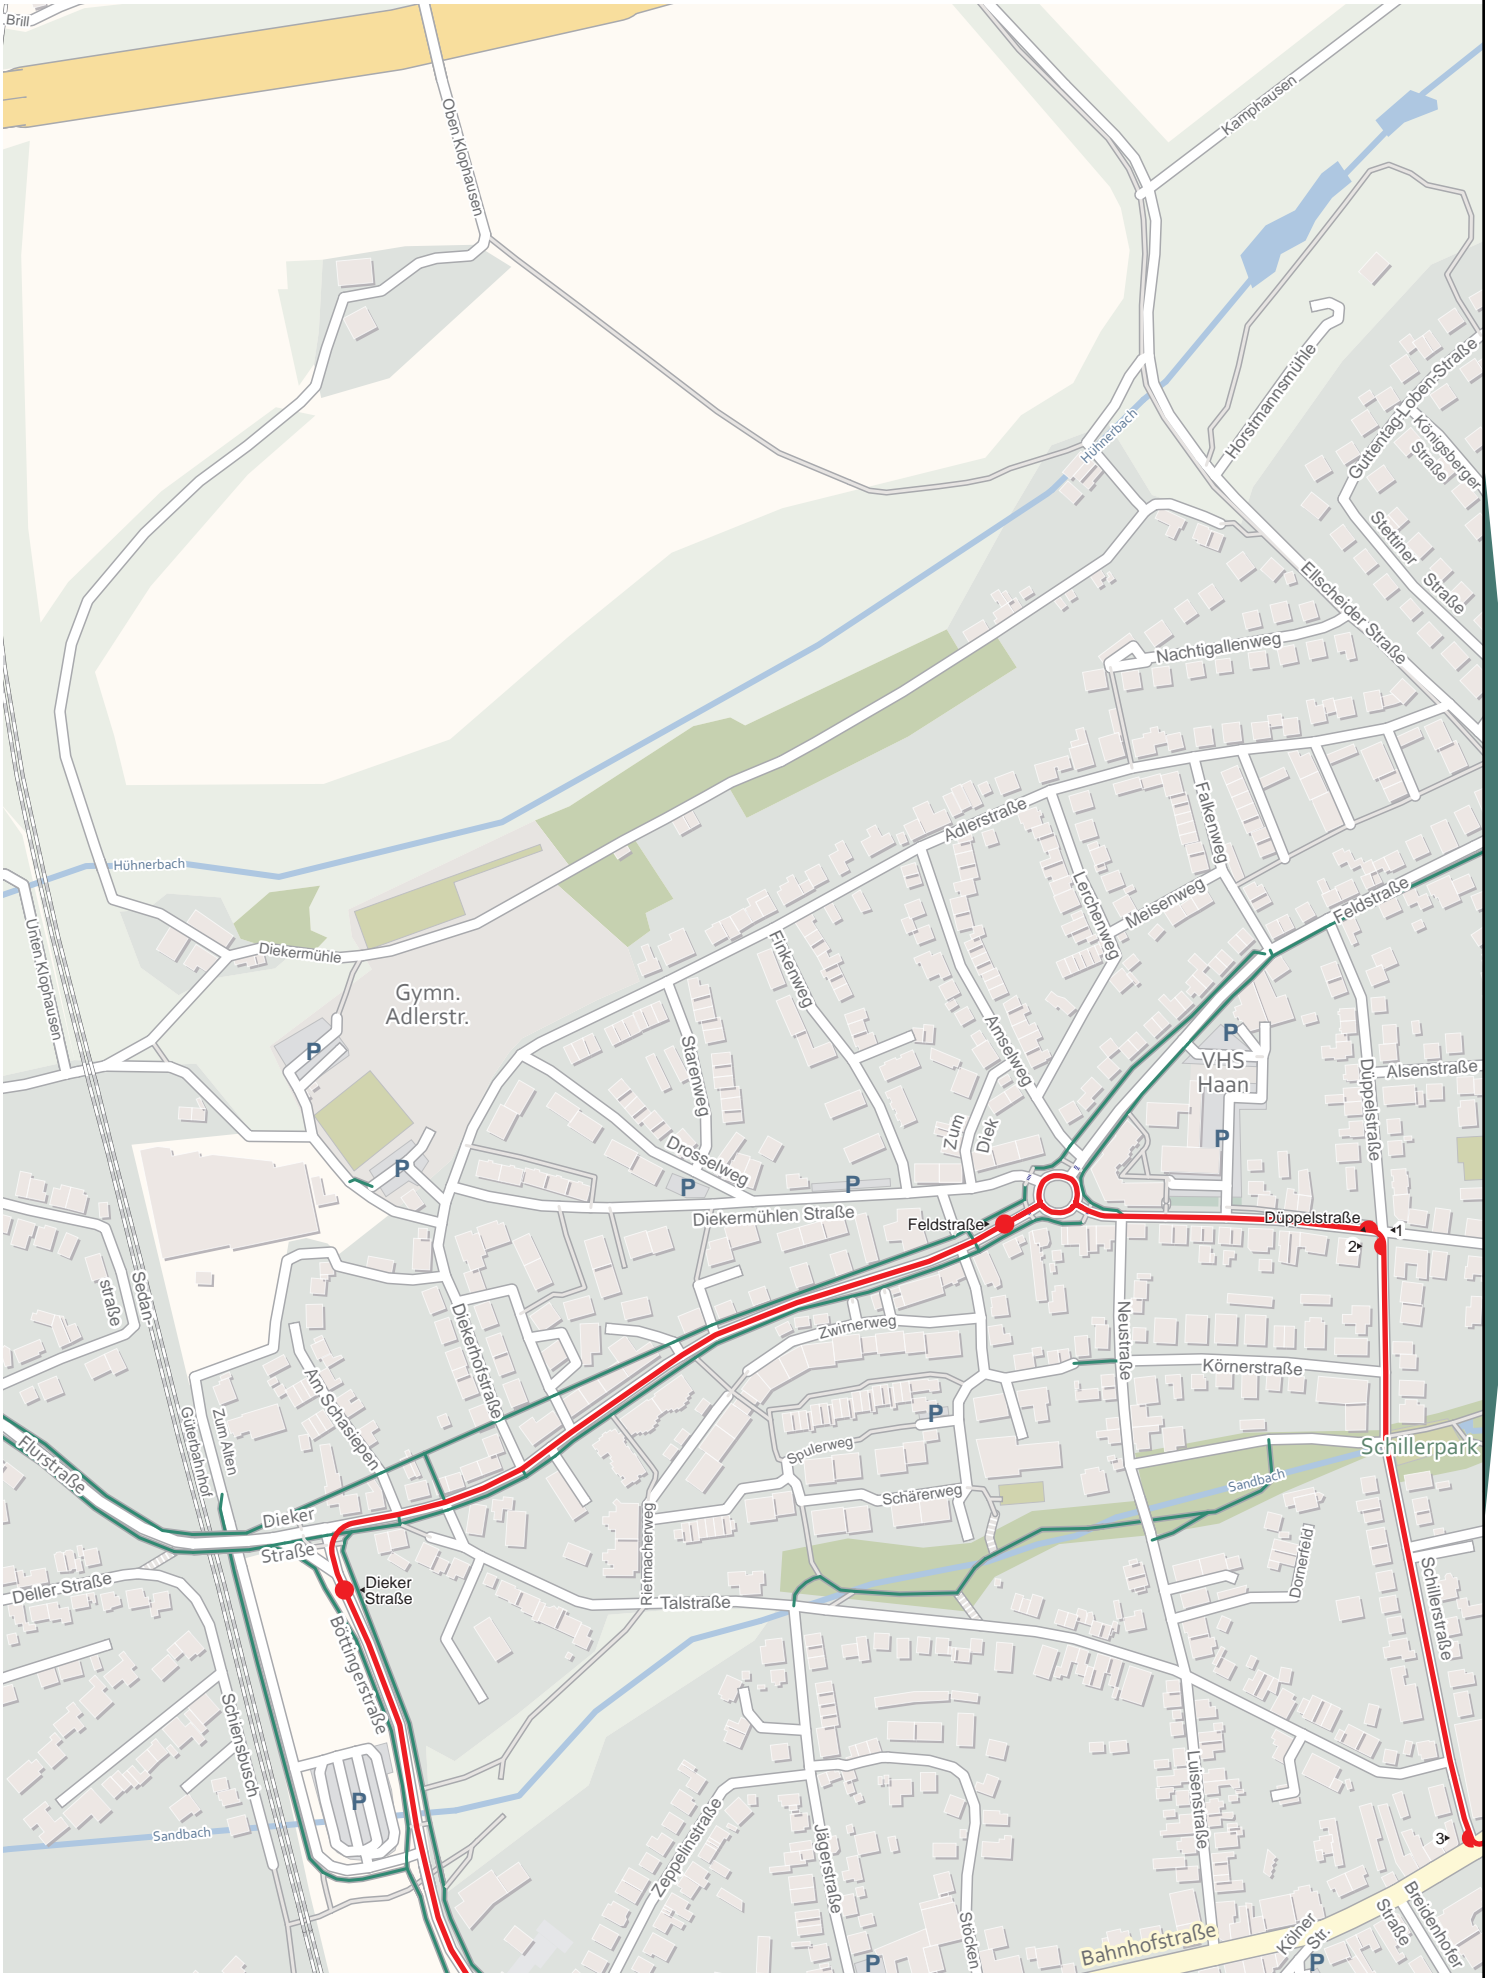 Brill
Oben.Klophausen
Kamphausen
Horstmannsmühle
Guttentag-Loben-Straße
Königsberger
Straße
Hühnerbach
Stettiner
Straße
Ellscheider Straße
Nachtigallenweg
Falkenweg
Adlerstraße
Hühnerbach
Lerchenweg
Meisenweg
Feldstraße
Unten.Klophausen
Diekermühle
Finkenweg
Gymn.
Adlerstr.
P
Amselweg
P
VHS
Haan
Starenweg
Düppelstraße
Alsenstraße
Zum
Diek
P
Drosselweg
P
P
P
Diekermühlen Straße
Feldstraße
Düppelstraße
1
2
Sedan-
straße
Diekerhofstraße
Zwirnerweg
Neustraße
Körnerstraße
Am Schasiepen
P
Zum Alten
Güterbahnhof
Flurstraße
Spulerweg
Schillerpark
Sandbach
Schärerweg
Dieker
Straße
Rietmacherweg
Dornerfeld
Deller Straße
Dieker
Straße
Talstraße
Schillerstraße
Böttingerstraße
Schlensbusch
P
Luisenstraße
Sandbach
Zeppelinstraße
Jägerstraße
3
Stöcken
Bahnhofstraße
Kölner
Str.
Breidenhofer
Straße
P
P